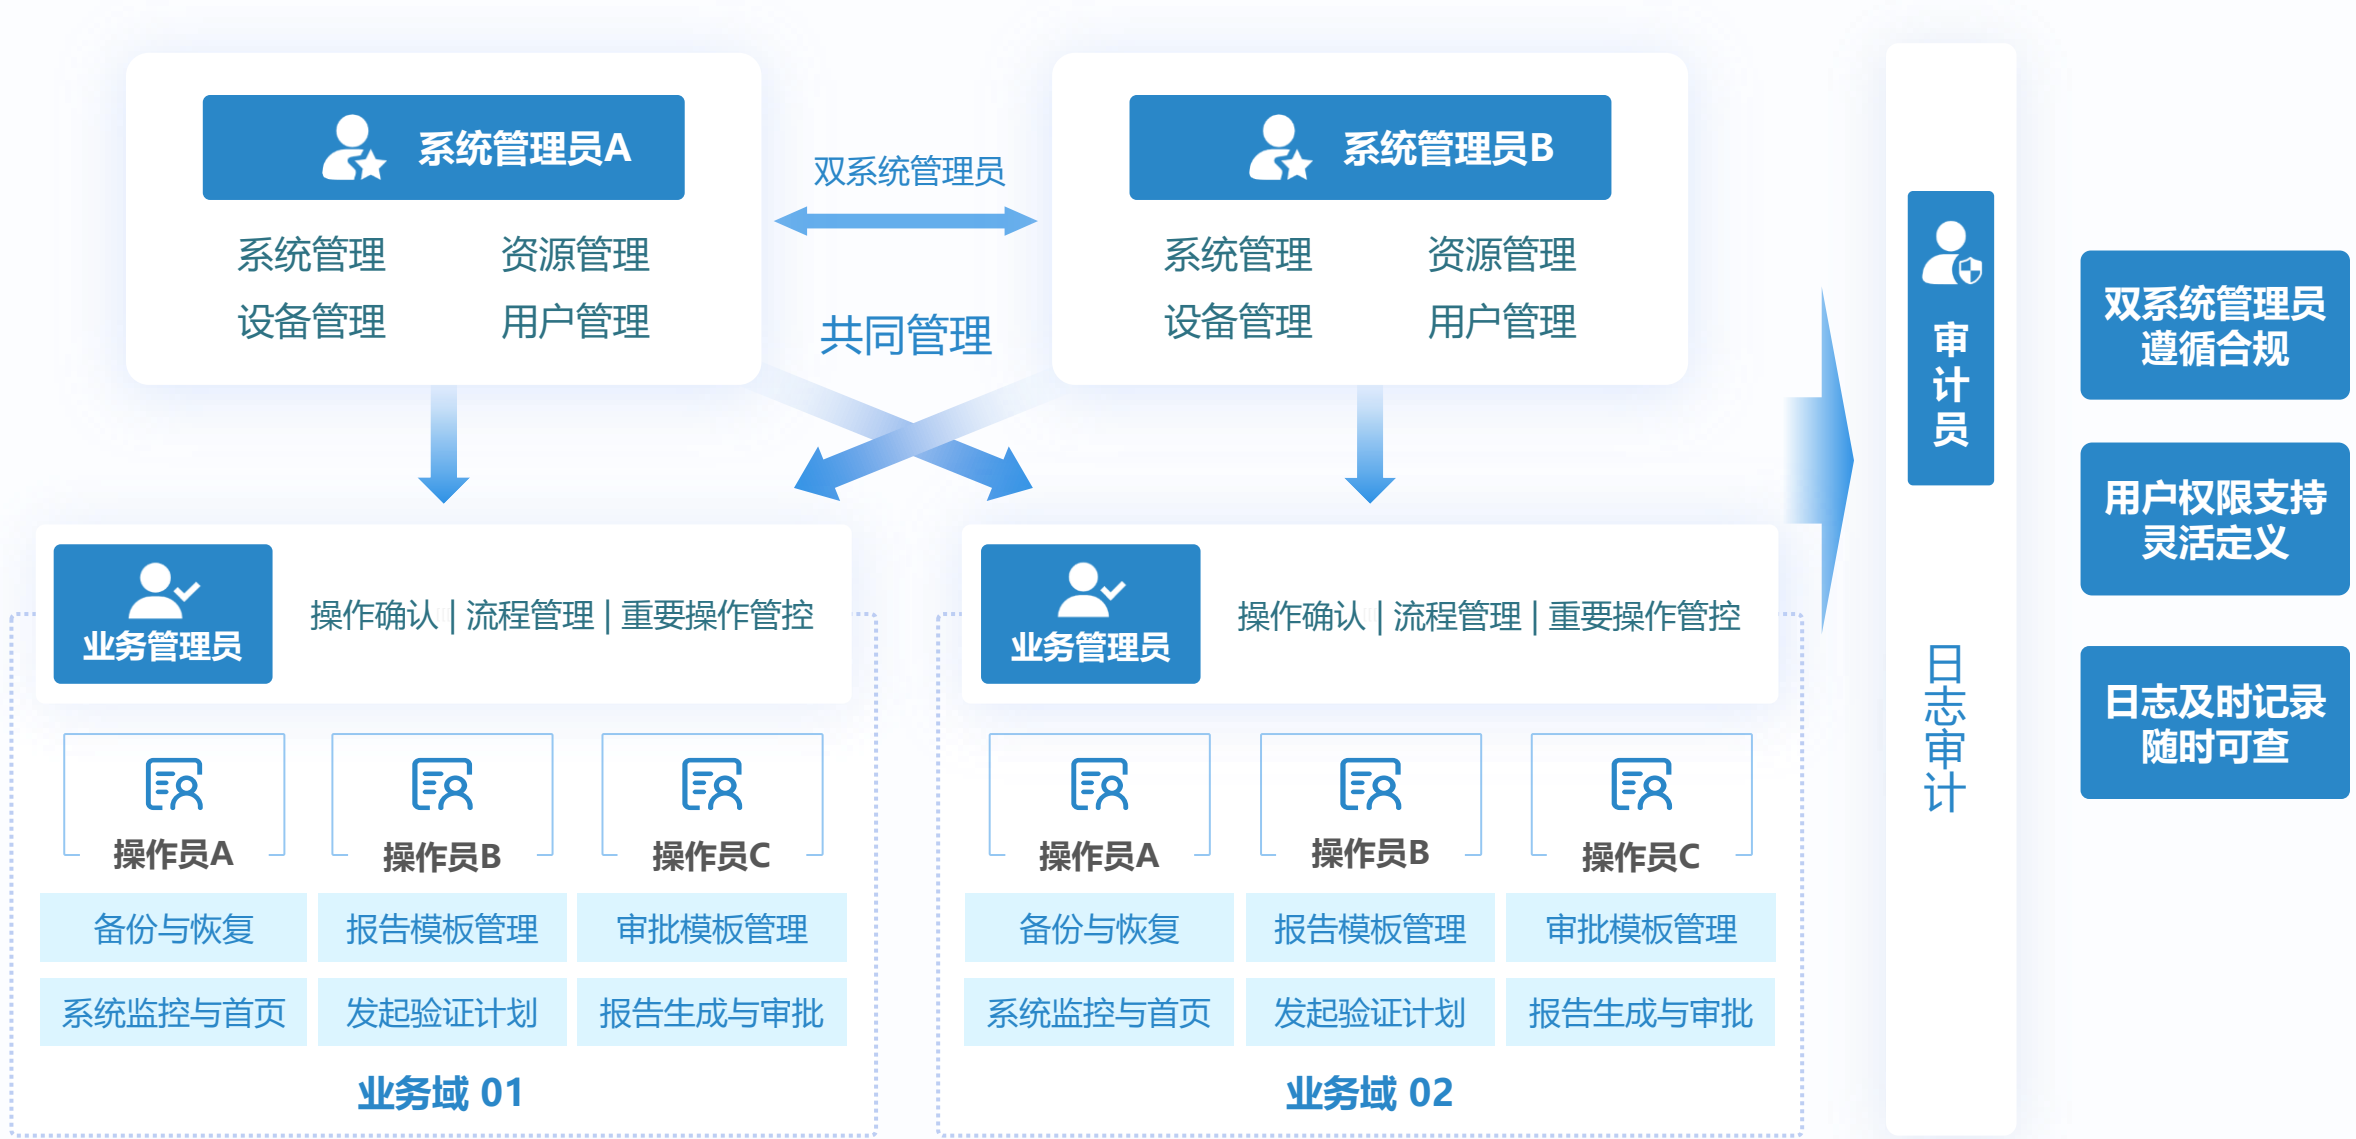 系统管理员A
系统管理 资源管理
设备管理 用户管理
双系统管理员
共同管理
系统管理员B
系统管理 资源管理
设备管理 用户管理
业务管理员
操作确认 | 流程管理 | 重要操作管控
操作员A 操作员B 操作员C
备份与恢复 报告模板管理 审批模板管理
系统监控与首页 发起验证计划 报告生成与审批
业务域 01
业务管理员
操作确认 | 流程管理 | 重要操作管控
操作员A 操作员B 操作员C
备份与恢复 报告模板管理 审批模板管理
系统监控与首页 发起验证计划 报告生成与审批
业务域 02
审计员
日志审计
双系统管理员
遵循合规
用户权限支持
灵活定义
日志及时记录
随时可查